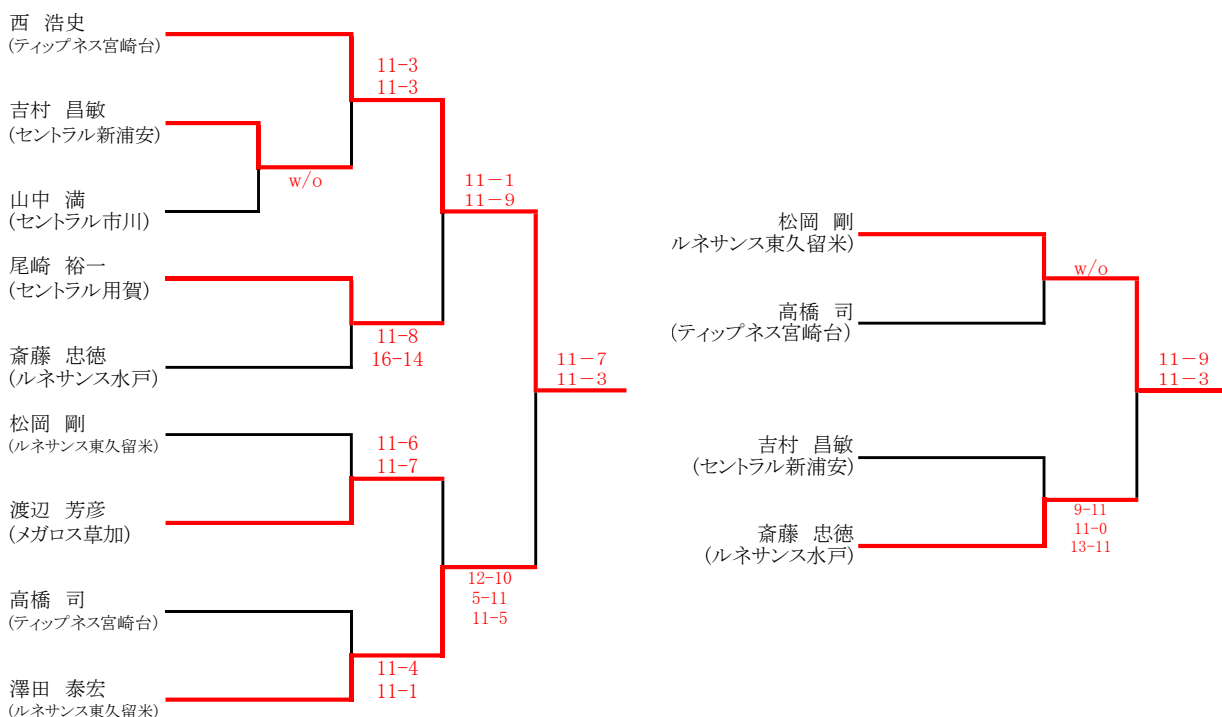 西　浩史
(ティップネス宮崎台)
11-3
11-3
吉村　昌敏
(セントラル新浦安)
w/o
山中　満
(セントラル市川)
11－1
11－9
尾崎　裕一
(セントラル用賀)
11-8
16-14
斎藤　忠徳
(ルネサンス水戸)
11－7
11－3
松岡　剛
(ルネサンス東久留米)
11-6
11-7
渡辺　芳彦
(メガロス草加)
12-10
5-11
11-5
高橋　司
(ティップネス宮崎台)
11-4
11-1
澤田　泰宏
(ルネサンス東久留米)
松岡　剛
ルネサンス東久留米)
w/o
高橋　司
(ティップネス宮崎台)
11－9
11－3
吉村　昌敏
(セントラル新浦安)
9-11
11-0
13-11
斎藤　忠徳
(ルネサンス水戸)